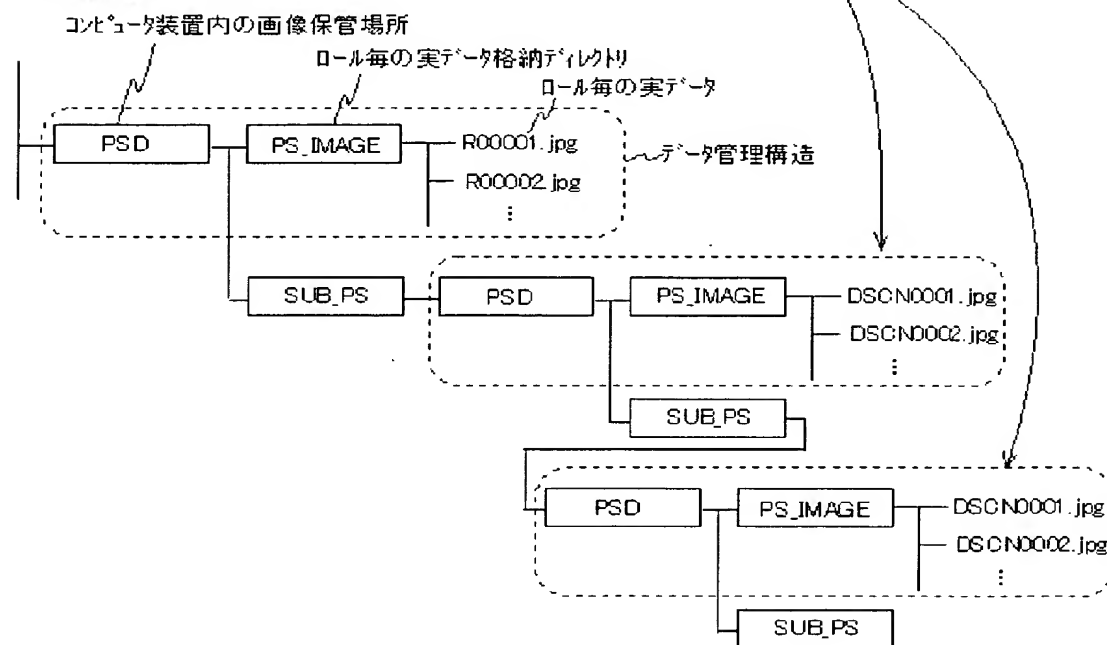 コンピュータ装置内の画像保管場所
ロール毎の実データ格納ディレクトリ
ロール毎の実データ
PSD
PS_IMAGE
R00001.jpg
データ管理構造
R00002.jpg
⋮
SUB_PS
PSD
PS_IMAGE
DSCN0001.jpg
DSCN0002.jpg
⋮
SUB_PS
PSD
PS_IMAGE
DSCN0001.jpg
DSCN0002.jpg
⋮
SUB_PS